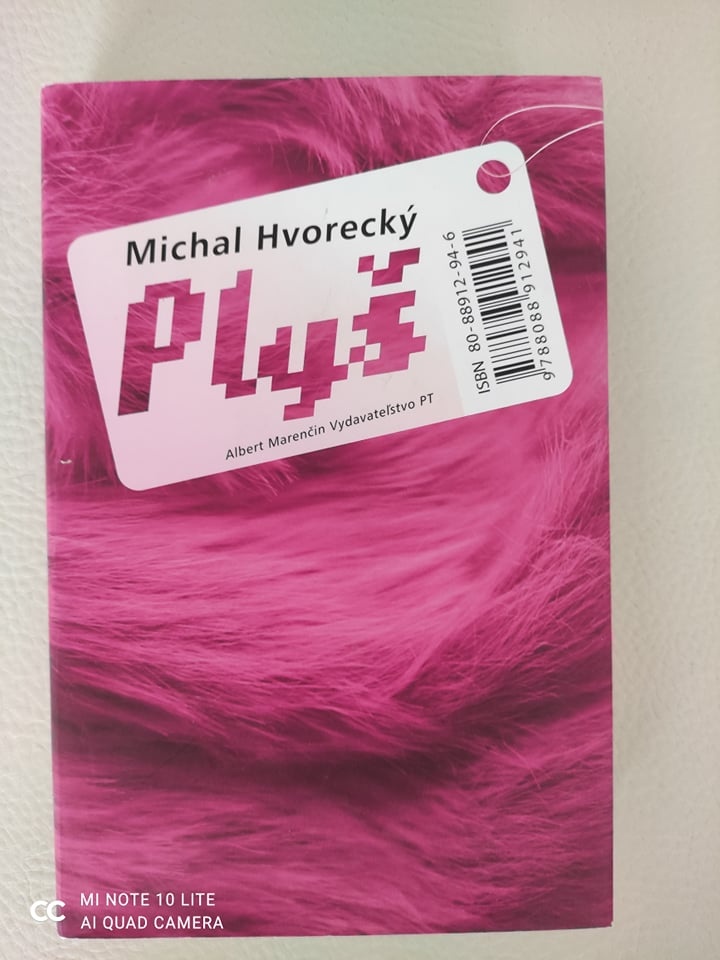 Michal Hvorecký
Plyš
Albert Marenčin Vydavateľstvo PT
ISBN 80-88912-94-6
9788088912941
MI NOTE 10 LITE
AI QUAD CAMERA